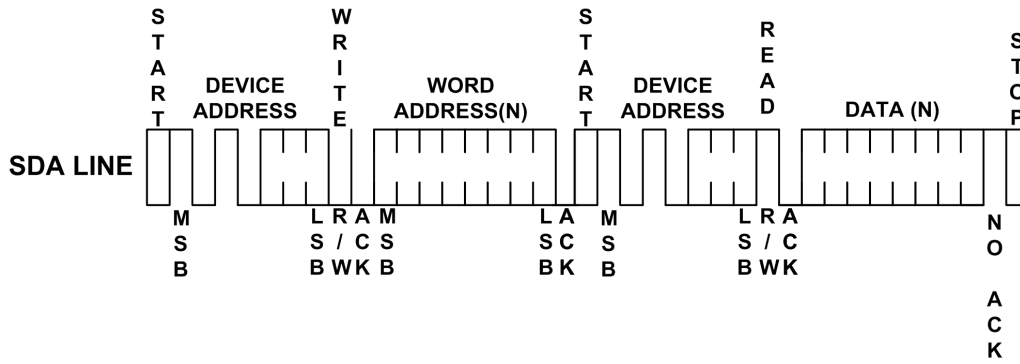 START
DEVICE
ADDRESS
WRITE
WORD
ADDRESS(N)
START
DEVICE
ADDRESS
READ
DATA (N)
STOP
SDA LINE
MSB
LSB
R/W
ACK
MSB
LSB
ACK
MSB
LSB
R/W
ACK
NO ACK